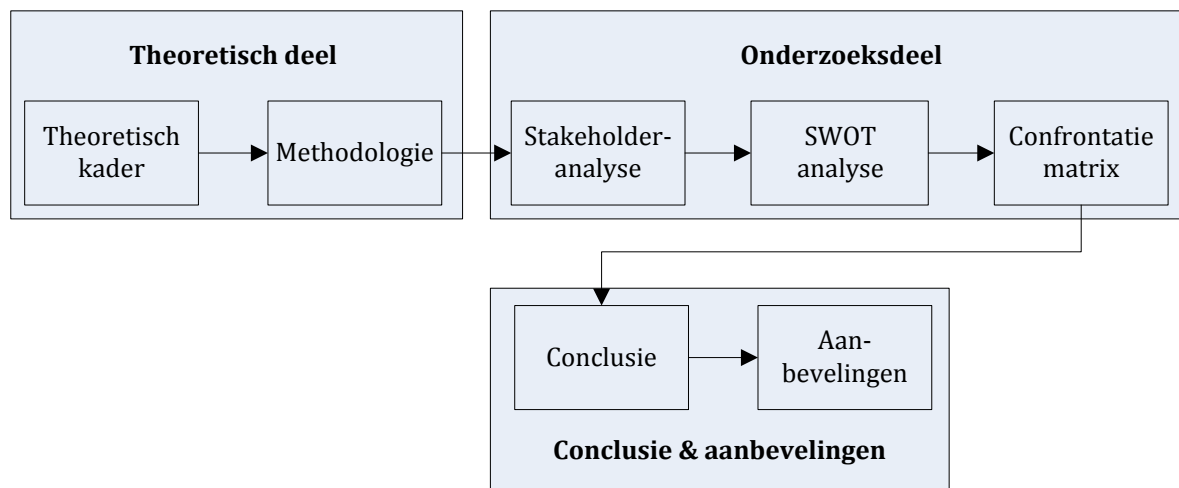 Theoretisch deel
Theoretisch
kader
Methodologie
Onderzoeksdeel
Stakeholder-
analyse
SWOT
analyse
Confrontatie
matrix
Conclusie
Aan-
bevelingen
Conclusie & aanbevelingen